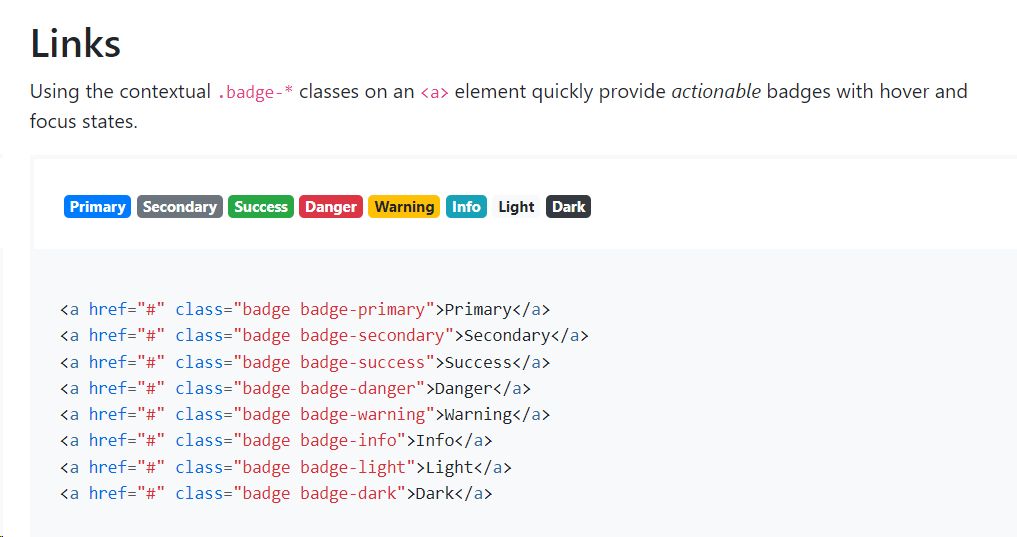 Links
Using the contextual .badge-* classes on an <a> element quickly provide actionable badges with hover and
focus states.
Primary Secondary Success Danger Warning Info Light Dark
<a href="#" class="badge badge-primary">Primary</a>
<a href="#" class="badge badge-secondary">Secondary</a>
<a href="#" class="badge badge-success">Success</a>
<a href="#" class="badge badge-danger">Danger</a>
<a href="#" class="badge badge-warning">Warning</a>
<a href="#" class="badge badge-info">Info</a>
<a href="#" class="badge badge-light">Light</a>
<a href="#" class="badge badge-dark">Dark</a>